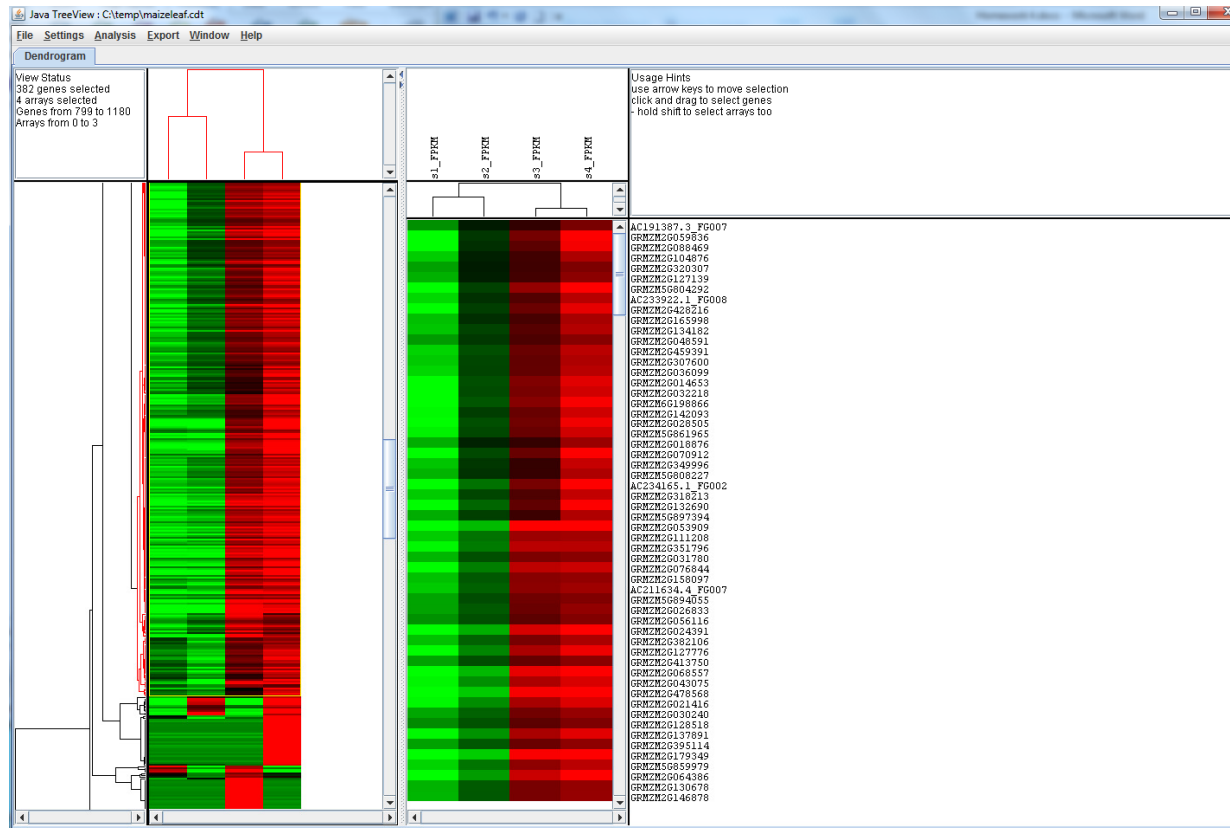 Java TreeView : C:\temp\maizeleaf.cdt
File Settings Analysis Export Window Help
Dendrogram
View Status
382 genes selected
4 arrays selected
Genes from 799 to 1180
Arrays from 0 to 3
s1_FPKM
s2_FPKM
s3_FPKM
s4_FPKM
Usage Hints
use arrow keys to move selection
click and drag to select genes
- hold shift to select arrays too
AC191387.3_FG007
GRMZM2G059836
GRMZM2G088469
GRMZM2G104876
GRMZM2G320307
GRMZM2G127139
GRMZM5G804292
AC233922.1_FG008
GRMZM2G428216
GRMZM2G165998
GRMZM2G134182
GRMZM2G048591
GRMZM2G459391
GRMZM2G307600
GRMZM2G036099
GRMZM2G014653
GRMZM2G032218
GRMZM6G198866
GRMZM2G142093
GRMZM2G028505
GRMZM5G861965
GRMZM2G018876
GRMZM2G070912
GRMZM2G349996
GRMZM5G808227
AC234165.1_FG002
GRMZM2G318213
GRMZM2G132690
GRMZM5G897394
GRMZM2G053909
GRMZM2G111208
GRMZM2G351796
GRMZM2G031780
GRMZM2G076844
GRMZM2G158097
AC211634.4_FG007
GRMZM5G894055
GRMZM2G026833
GRMZM2G056116
GRMZM2G024391
GRMZM2G382106
GRMZM2G127776
GRMZM2G413750
GRMZM2G068557
GRMZM2G043075
GRMZM2G478568
GRMZM2G021416
GRMZM2G030240
GRMZM2G128518
GRMZM2G137891
GRMZM2G395114
GRMZM2G179349
GRMZM5G859979
GRMZM2G064386
GRMZM2G130678
GRMZM2G146878